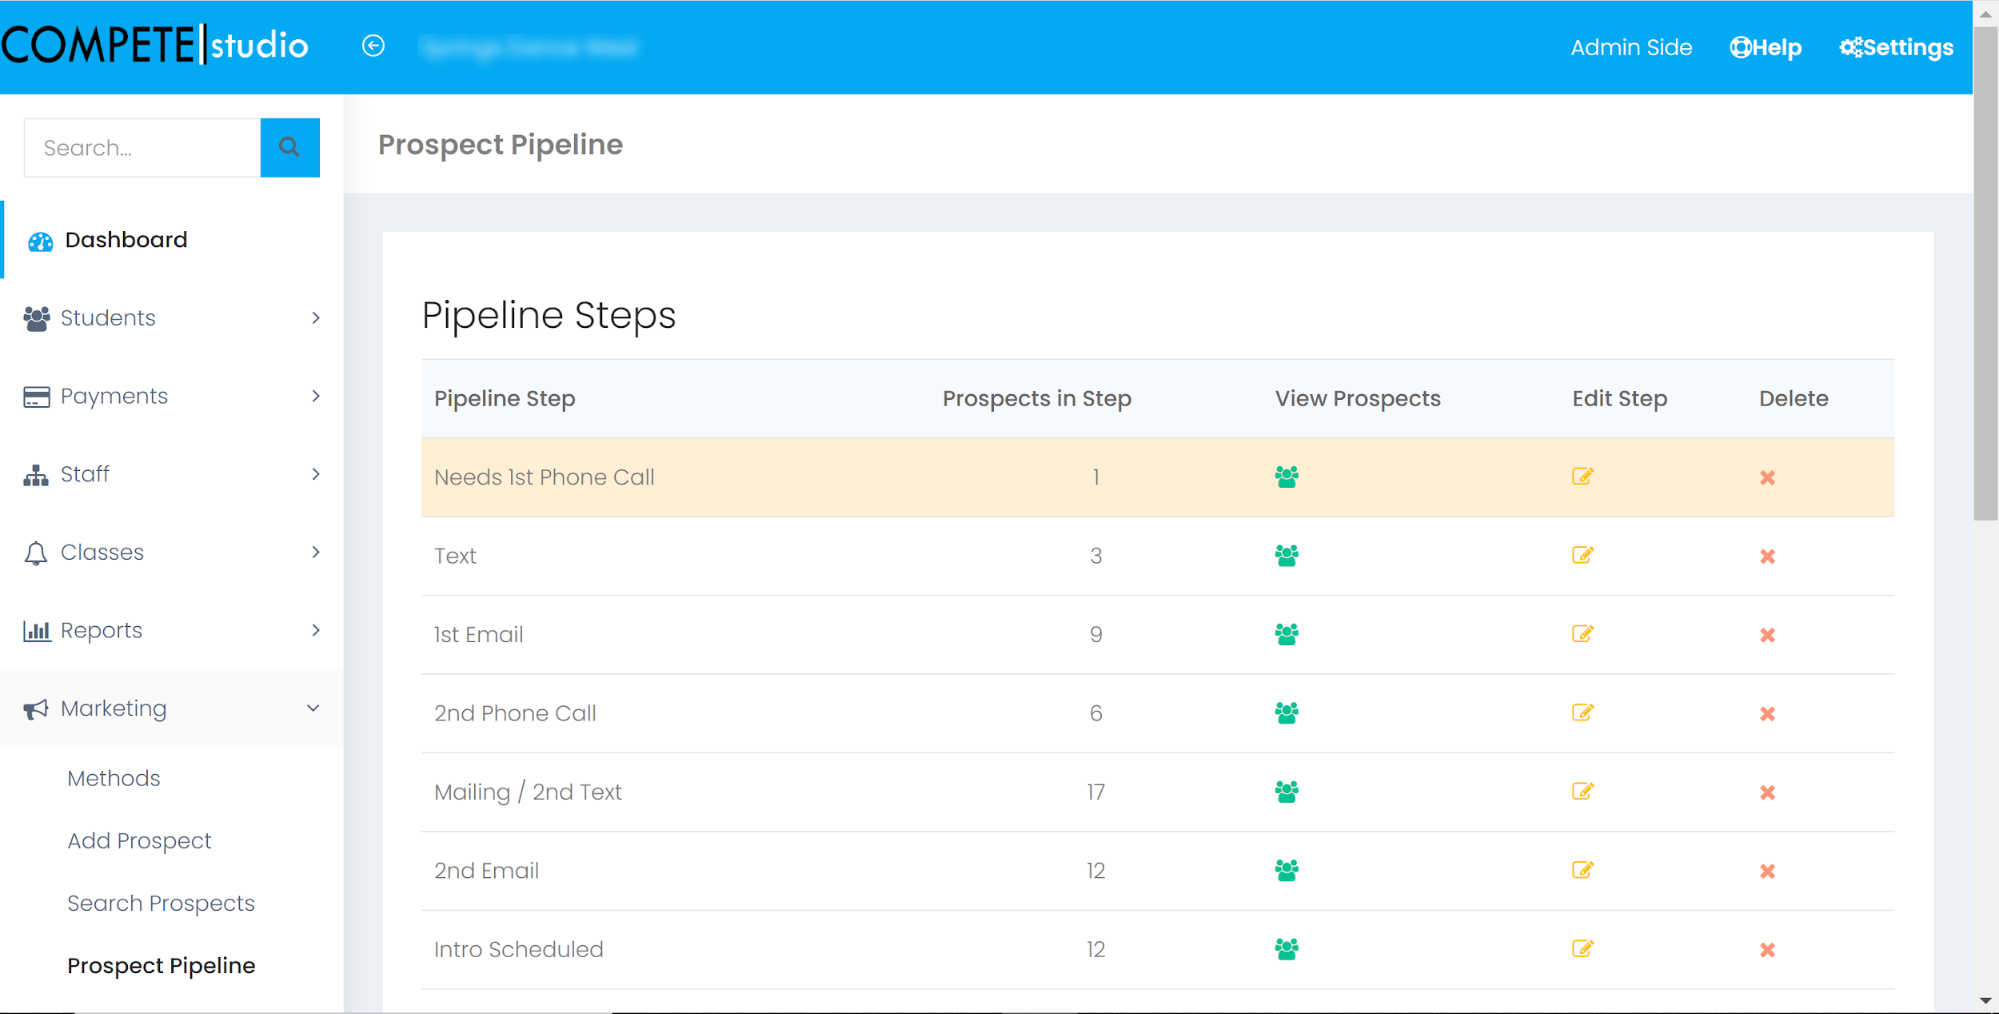 COMPETE|studio
Admin Side
Help
Settings
Search...
Prospect Pipeline
Dashboard
Students
Payments
Staff
Classes
Reports
Marketing
Methods
Add Prospect
Search Prospects
Prospect Pipeline
Pipeline Steps
Pipeline Step Prospects in Step View Prospects Edit Step Delete
Needs 1st Phone Call 1
Text 3
1st Email 9
2nd Phone Call 6
Mailing / 2nd Text 17
2nd Email 12
Intro Scheduled 12